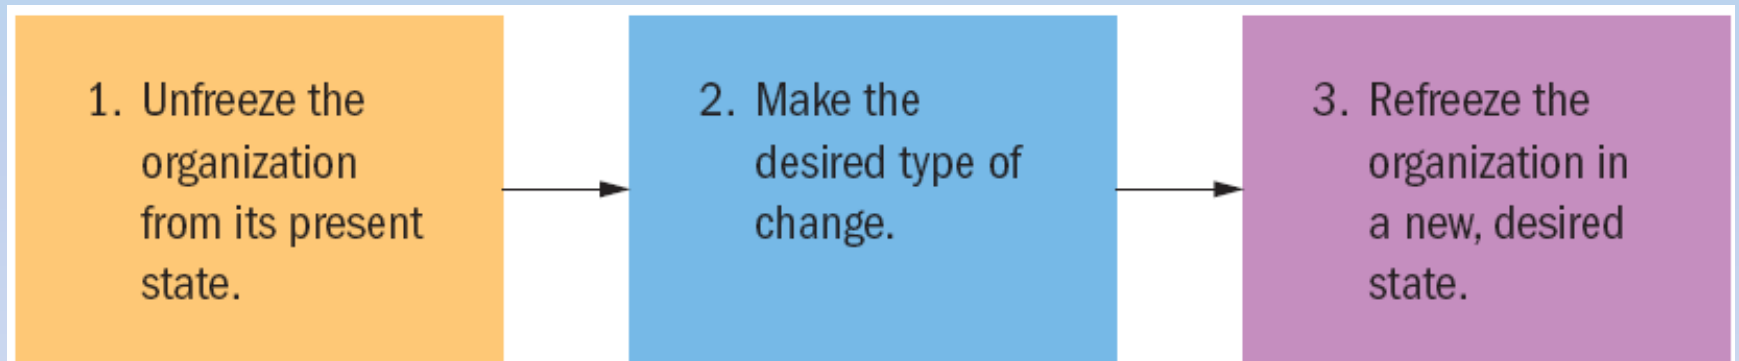 1. Unfreeze the
organization
from its present
state.
2. Make the
desired type of
change.
3. Refreeze the
organization in
a new, desired
state.